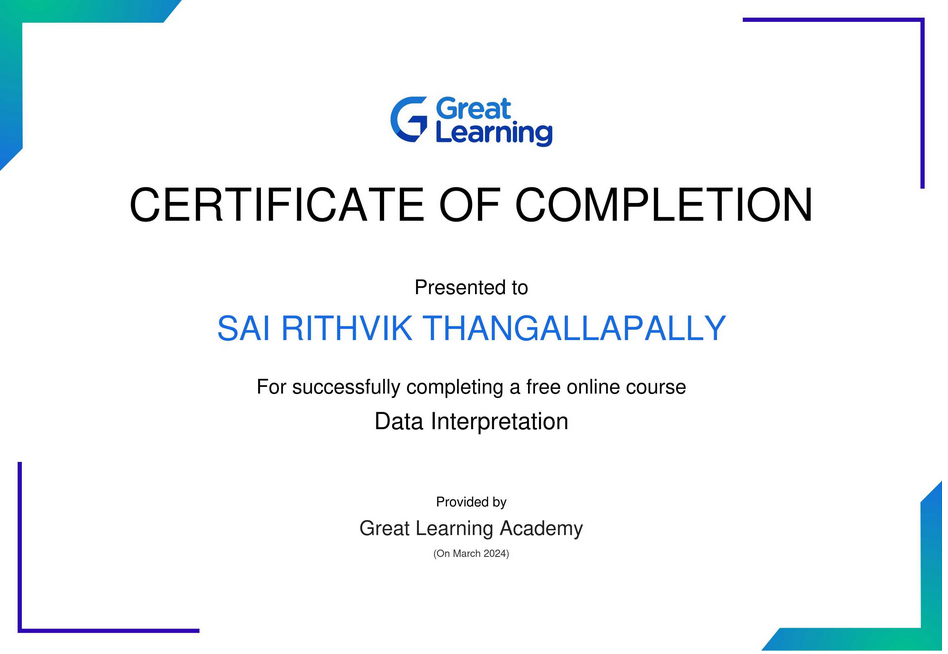 Great
Learning
CERTIFICATE OF COMPLETION
Presented to
SAI RITHVIK THANGALLAPALLY
For successfully completing a free online course
Data Interpretation
Provided by
Great Learning Academy
(On March 2024)